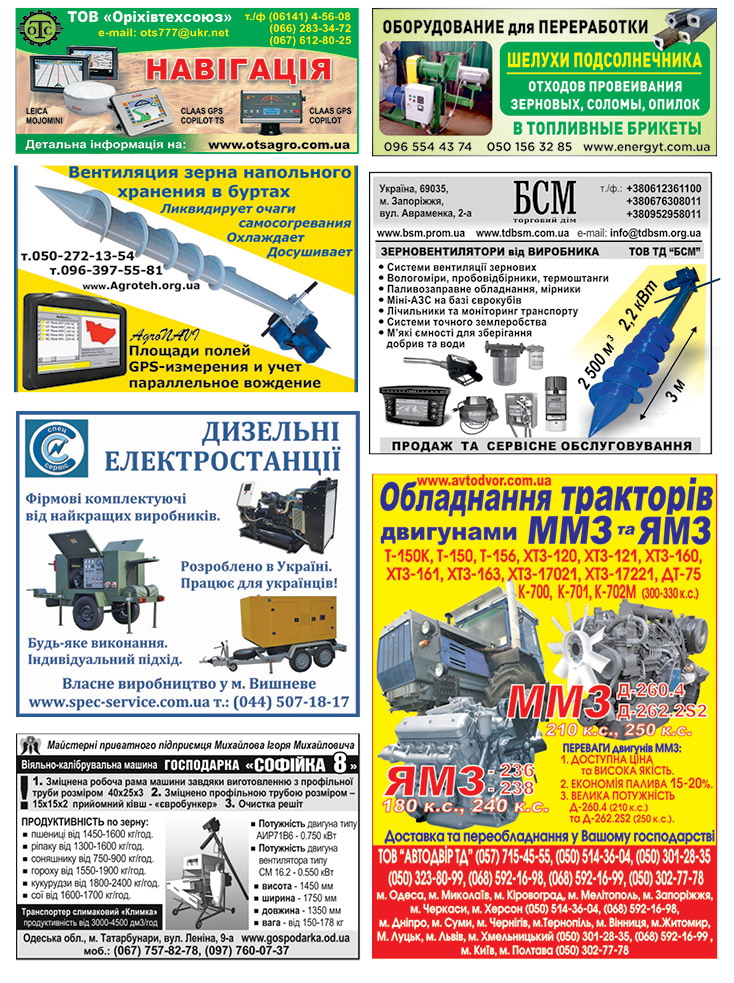 ТОВ «Оріхівтехсоюз»
т./ф (06141) 4-56-08
e-mail: ots777@ukr.net
(066) 283-34-72
(067) 612-80-25
НАВІГАЦІЯ
LEICA
MOJOMINI
CLAAS GPS
COPILOT TS
CLAAS GPS
COPILOT
Детальна інформація на: www.otsagro.com.ua
ОБОРУДОВАНИЕ для ПЕРЕРАБОТКИ
ШЕЛУХИ ПОДСОЛНЕЧНИКА
ОТХОДОВ ПРОВЕИВАНИЯ
ЗЕРНОВЫХ, СОЛОМЫ, ОПИЛОК
В ТОПЛИВНЫЕ БРИКЕТЫ
096 554 43 74 050 156 32 85 www.energyt.com.ua
Вентиляция зерна напольного
хранения в буртах
Ликвидирует очаги
самосогревания
Охлаждает
Досушивает
т.050-272-13-54
т.096-397-55-81
www.Agroteh.org.ua
AgroNAVI
Площади полей
GPS-измерения и учет
параллельное вождение
Україна, 69035,
м. Запоріжжя,
вул. Авраменка, 2-а
БСМ
торговий дім
т./ф.: +380612361100
+380676308011
+380952958011
www.bsm.prom.ua www.tdbsm.com.ua e-mail: info@tdbsm.org.ua
ЗЕРНОВЕНТИЛЯТОРИ від ВИРОБНИКА ТОВ ТД “БСМ”
• Системи вентиляції зернових
• Вологоміри, пробовідбірники, термоштанги
• Паливозаправне обладнання, мірники
• Міні-АЗС на базі єврокубів
• Лічильники та моніторинг транспорту
• Системи точного землеробства
• М'які ємності для зберігання
добрив та води
2 500 м³ 2,2 кВт
3 м
ПРОДАЖ ТА СЕРВІСНЕ ОБСЛУГОВУВАННЯ
спец
сервіс
ДИЗЕЛЬНІ
ЕЛЕКТРОСТАНЦІЇ
Фірмові комплектуючі
від найкращих виробників.
Розроблено в Україні.
Працює для українців!
Будь-яке виконання.
Індивідуальний підхід.
Власне виробництво у м. Вишневе
www.spec-service.com.ua т.: (044) 507-18-17
www.avtodvor.com.ua
Обладнання тракторів
двигунами ММЗ та ЯМЗ
Т-150К, Т-150, Т-156, ХТЗ-120, ХТЗ-121, ХТЗ-160,
ХТЗ-161, ХТЗ-163, ХТЗ-17021, ХТЗ-17221, ДТ-75
К-700, К-701, К-702М (300-330 к.с.)
ММЗ Д-260.4
Д-262.2S2
210 к.с., 250 к.с.
ЯМЗ - 236
- 238
180 к.с., 240 к.с.
ПЕРЕВАГИ двигунів ММЗ:
1. ДОСТУПНА ЦІНА
та ВИСОКА ЯКІСТЬ.
2. ЕКОНОМІЯ ПАЛИВА 15-20%.
3. ВЕЛИКА ПОТУЖНІСТЬ
Д-260.4 (210 к.с.)
та Д-262.2S2 (250 к.с.).
Доставка та переобладнання у Вашому господарстві
ТОВ “АВТОДВІР ТД” (057) 715-45-55, (050) 514-36-04, (050) 301-28-35
(050) 323-80-99, (068) 592-16-98, (068) 592-16-99, (050) 302-77-78
м. Одеса, м. Миколаїв, м. Кіровоград, м. Мелітополь, м. Запоріжжя,
м. Черкаси, м. Херсон (050) 514-36-04, (068) 592-16-98,
м. Дніпро, м. Суми, м. Чернігів, м.Тернопіль, м. Вінниця, м.Житомир,
М. Луцьк, м. Львів, м. Хмельницький (050) 301-28-35, (068) 592-16-99 ,
м. Київ, м. Полтава (050) 302-77-78
Майстерні приватного підприємця Михайлова Ігоря Михайловича
Віяльно-калібрувальна машина ГОСПОДАРКА «СОФІЙКА 8»
! 1. Зміцнена робоча рама машини завдяки виготовленню з профільної
труби розміром 40х25х3 2. Зміцнено профільною трубою розміром –
15х15х2 приймоний ківш - «євробункер» 3. Очистка решіт
ПРОДУКТИВНІСТЬ по зерну:
▪ пшениці від 1450-1600 кг/год.
▪ ріпаку від 1300-1600 кг/год.
▪ соняшнику від 750-900 кг/год.
▪ гороху від 1550-1900 кг/год.
▪ кукурудзи від 1800-2400 кг/год.
▪ сої від 1600-1700 кг/год.
Транспортер слимаковий «Климка»
продуктивність від 3000-4500 дм3/год
▪ Потужність двигуна типу
АИР71В6 - 0.750 кВт
▪ Потужність двигуна
вентилятора типу
СМ 16.2 - 0.550 кВт
▪ висота - 1450 мм
▪ ширина - 1750 мм
▪ довжина - 1350 мм
▪ вага - від 150-178 кг
Одеська обл., м. Татарбунари, вул. Леніна, 9-а www.gospodarka.od.ua
моб.: (067) 757-82-78, (097) 760-07-37